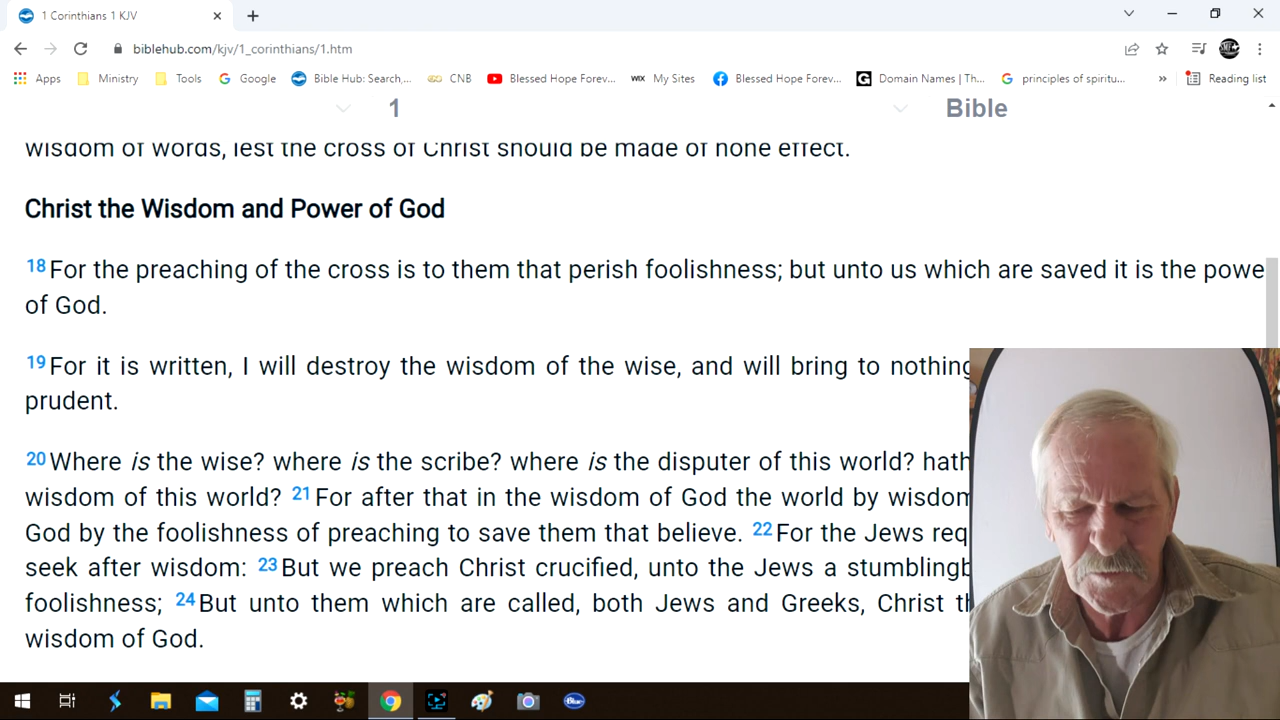 1 Corinthians 1 KJV
biblehub.com/kjv/1_corinthians/1.htm
Apps Ministry Tools Google Bible Hub: Search,... CNB Blessed Hope Forev... WIX My Sites Blessed Hope Forev... Domain Names | Th... principles of spiritu... » Reading list
1 Bible
wisdom of words, lest the cross of Christ should be made of none effect.
Christ the Wisdom and Power of God
18 For the preaching of the cross is to them that perish foolishness; but unto us which are saved it is the powe
of God.
19 For it is written, I will destroy the wisdom of the wise, and will bring to nothing
prudent.
20 Where is the wise? where is the scribe? where is the disputer of this world? hath
wisdom of this world? 21 For after that in the wisdom of God the world by wisdom
God by the foolishness of preaching to save them that believe. 22 For the Jews req
seek after wisdom: 23 But we preach Christ crucified, unto the Jews a stumblingb
foolishness; 24 But unto them which are called, both Jews and Greeks, Christ th
wisdom of God.